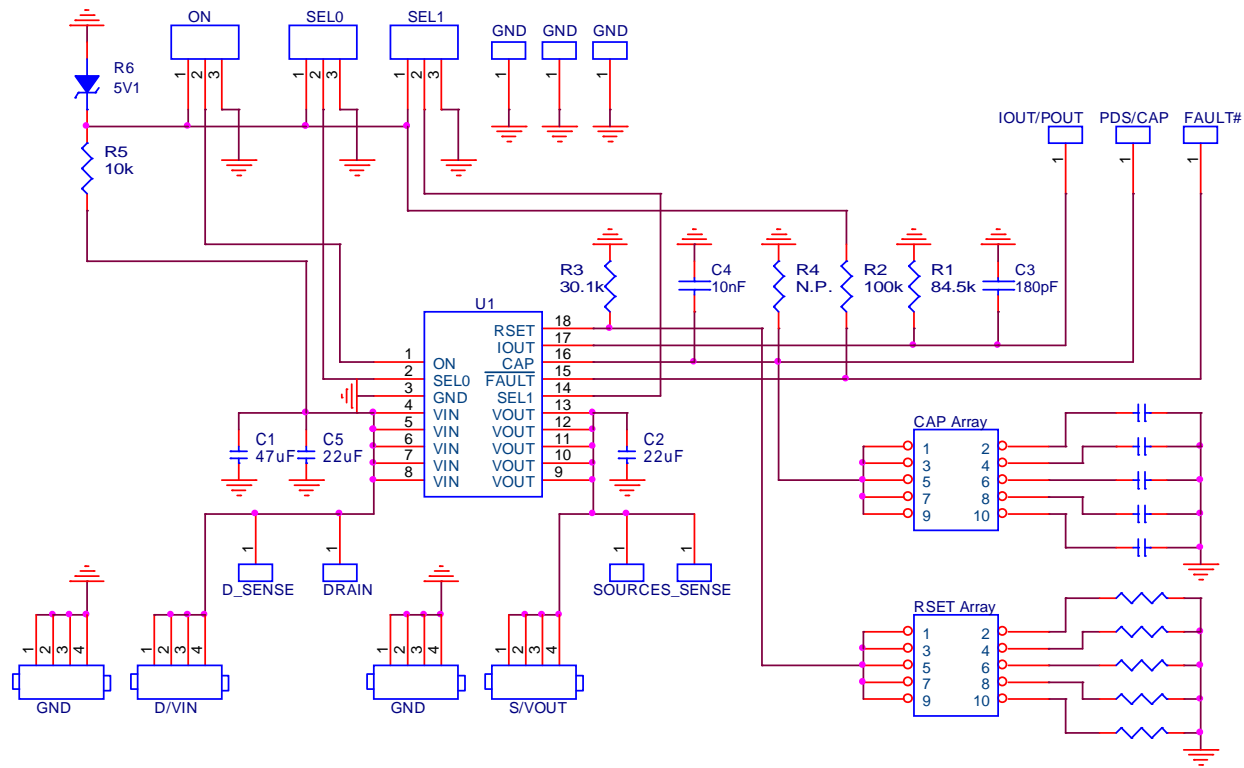 ON
SEL0
SEL1
GND
GND
GND
1
2
3
1
2
3
1
2
3
1
1
1
R6
5V1
R5
10k
IOUT/POUT
PDS/CAP
FAULT#
1
1
1
R3
30.1k
C4
10nF
R4
N.P.
R2
100k
R1
84.5k
C3
180pF
U1
1
ON
2
SEL0
3
GND
4
VIN
5
VIN
6
VIN
7
VIN
8
VIN
RSET
18
IOUT
17
CAP
16
FAULT
15
SEL1
14
VOUT
13
VOUT
12
VOUT
11
VOUT
10
VOUT
9
C1
47uF
C5
22uF
C2
22uF
1
D_SENSE
1
DRAIN
1
1
SOURCES_SENSE
1
2
3
4
GND
1
2
3
4
D/VIN
1
2
3
4
GND
1
2
3
4
S/VOUT
CAP Array
1
2
3
4
5
6
7
8
9
10
RSET Array
1
2
3
4
5
6
7
8
9
10